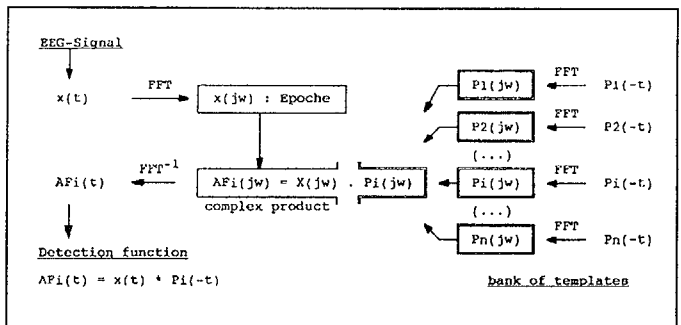 EEG-Signal
x(t)
FFT
x(jw) : Epoche
P1(jw)
FFT
P1(-t)
P2(jw)
FFT
P2(-t)
(...)
AFi(t)
FFT-1
AFi(jw) = X(jw) . Pi(jw)
complex product
Pi(jw)
FFT
Pi(-t)
(...)
Pn(jw)
FFT
Pn(-t)
Detection function
AFi(t) = x(t) * Pi(-t)
bank of templates